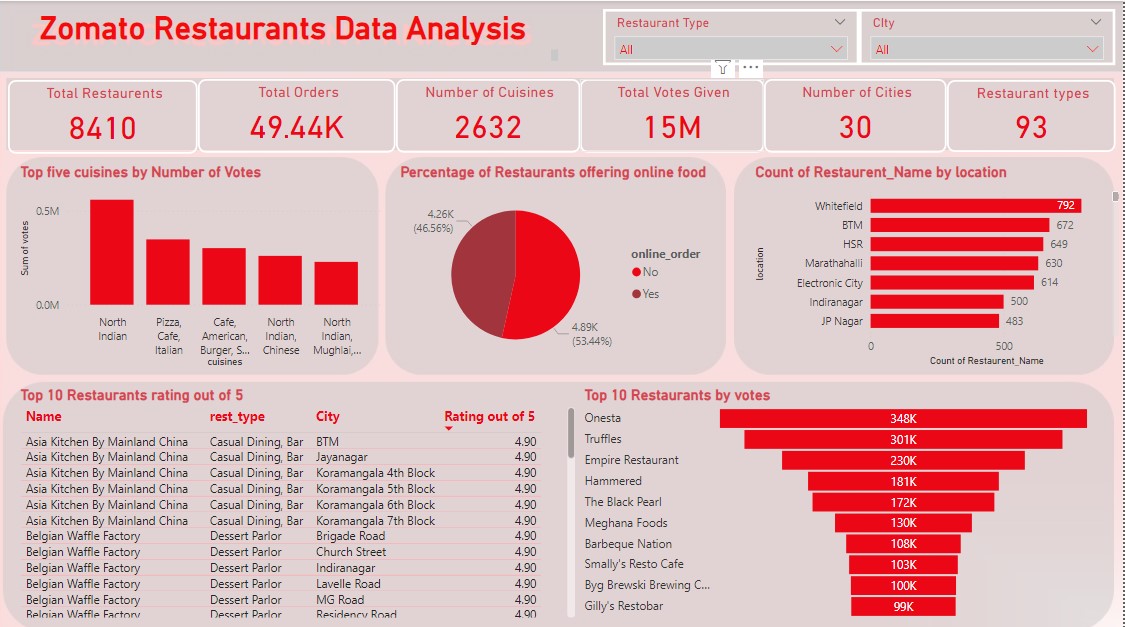 Zomato Restaurants Data Analysis
Restaurant Type
All
CIty
All
Total Restaurents
8410
Total Orders
49.44K
Number of Cuisines
2632
Total Votes Given
15M
Number of Cities
30
Restaurant types
93
Top five cuisines by Number of Votes
Sum of votes
0.5M
0.0M
North
Indian
Pizza,
Cafe,
Italian
Cafe,
American,
Burger, S...
North
Indian,
Chinese
North
Indian,
Mughlai,...
cuisines
Percentage of Restaurants offering online food
4.26K
(46.56%)
4.89K
(53.44%)
online_order
No
Yes
Count of Restaurent_Name by location
location
Whitefield 792
BTM 672
HSR 649
Marathahalli 630
Electronic City 614
Indiranagar 500
JP Nagar 483
0 500
Count of Restaurent_Name
Top 10 Restaurants rating out of 5
Name rest_type City Rating out of 5
Asia Kitchen By Mainland China Casual Dining, Bar BTM 4.90
Asia Kitchen By Mainland China Casual Dining, Bar Jayanagar 4.90
Asia Kitchen By Mainland China Casual Dining, Bar Koramangala 4th Block 4.90
Asia Kitchen By Mainland China Casual Dining, Bar Koramangala 5th Block 4.90
Asia Kitchen By Mainland China Casual Dining, Bar Koramangala 6th Block 4.90
Asia Kitchen By Mainland China Casual Dining, Bar Koramangala 7th Block 4.90
Belgian Waffle Factory Dessert Parlor Brigade Road 4.90
Belgian Waffle Factory Dessert Parlor Church Street 4.90
Belgian Waffle Factory Dessert Parlor Indiranagar 4.90
Belgian Waffle Factory Dessert Parlor Lavelle Road 4.90
Belgian Waffle Factory Dessert Parlor MG Road 4.90
Belgian Waffle Factory Dessert Parlor Residency Road 4.90
Top 10 Restaurants by votes
Onesta 348K
Truffles 301K
Empire Restaurant 230K
Hammered 181K
The Black Pearl 172K
Meghana Foods 130K
Barbeque Nation 108K
Smally's Resto Cafe 103K
Byg Brewski Brewing C... 100K
Gilly's Restobar 99K